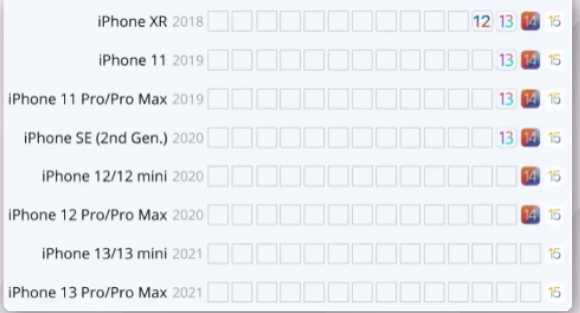 iPhone XR 2018 12 13 14 15
iPhone 11 2019 13 14 15
iPhone 11 Pro/Pro Max 2019 13 14 15
iPhone SE (2nd Gen.) 2020 13 14 15
iPhone 12/12 mini 2020 14 15
iPhone 12 Pro/Pro Max 2020 14 15
iPhone 13/13 mini 2021 15
iPhone 13 Pro/Pro Max 2021 15